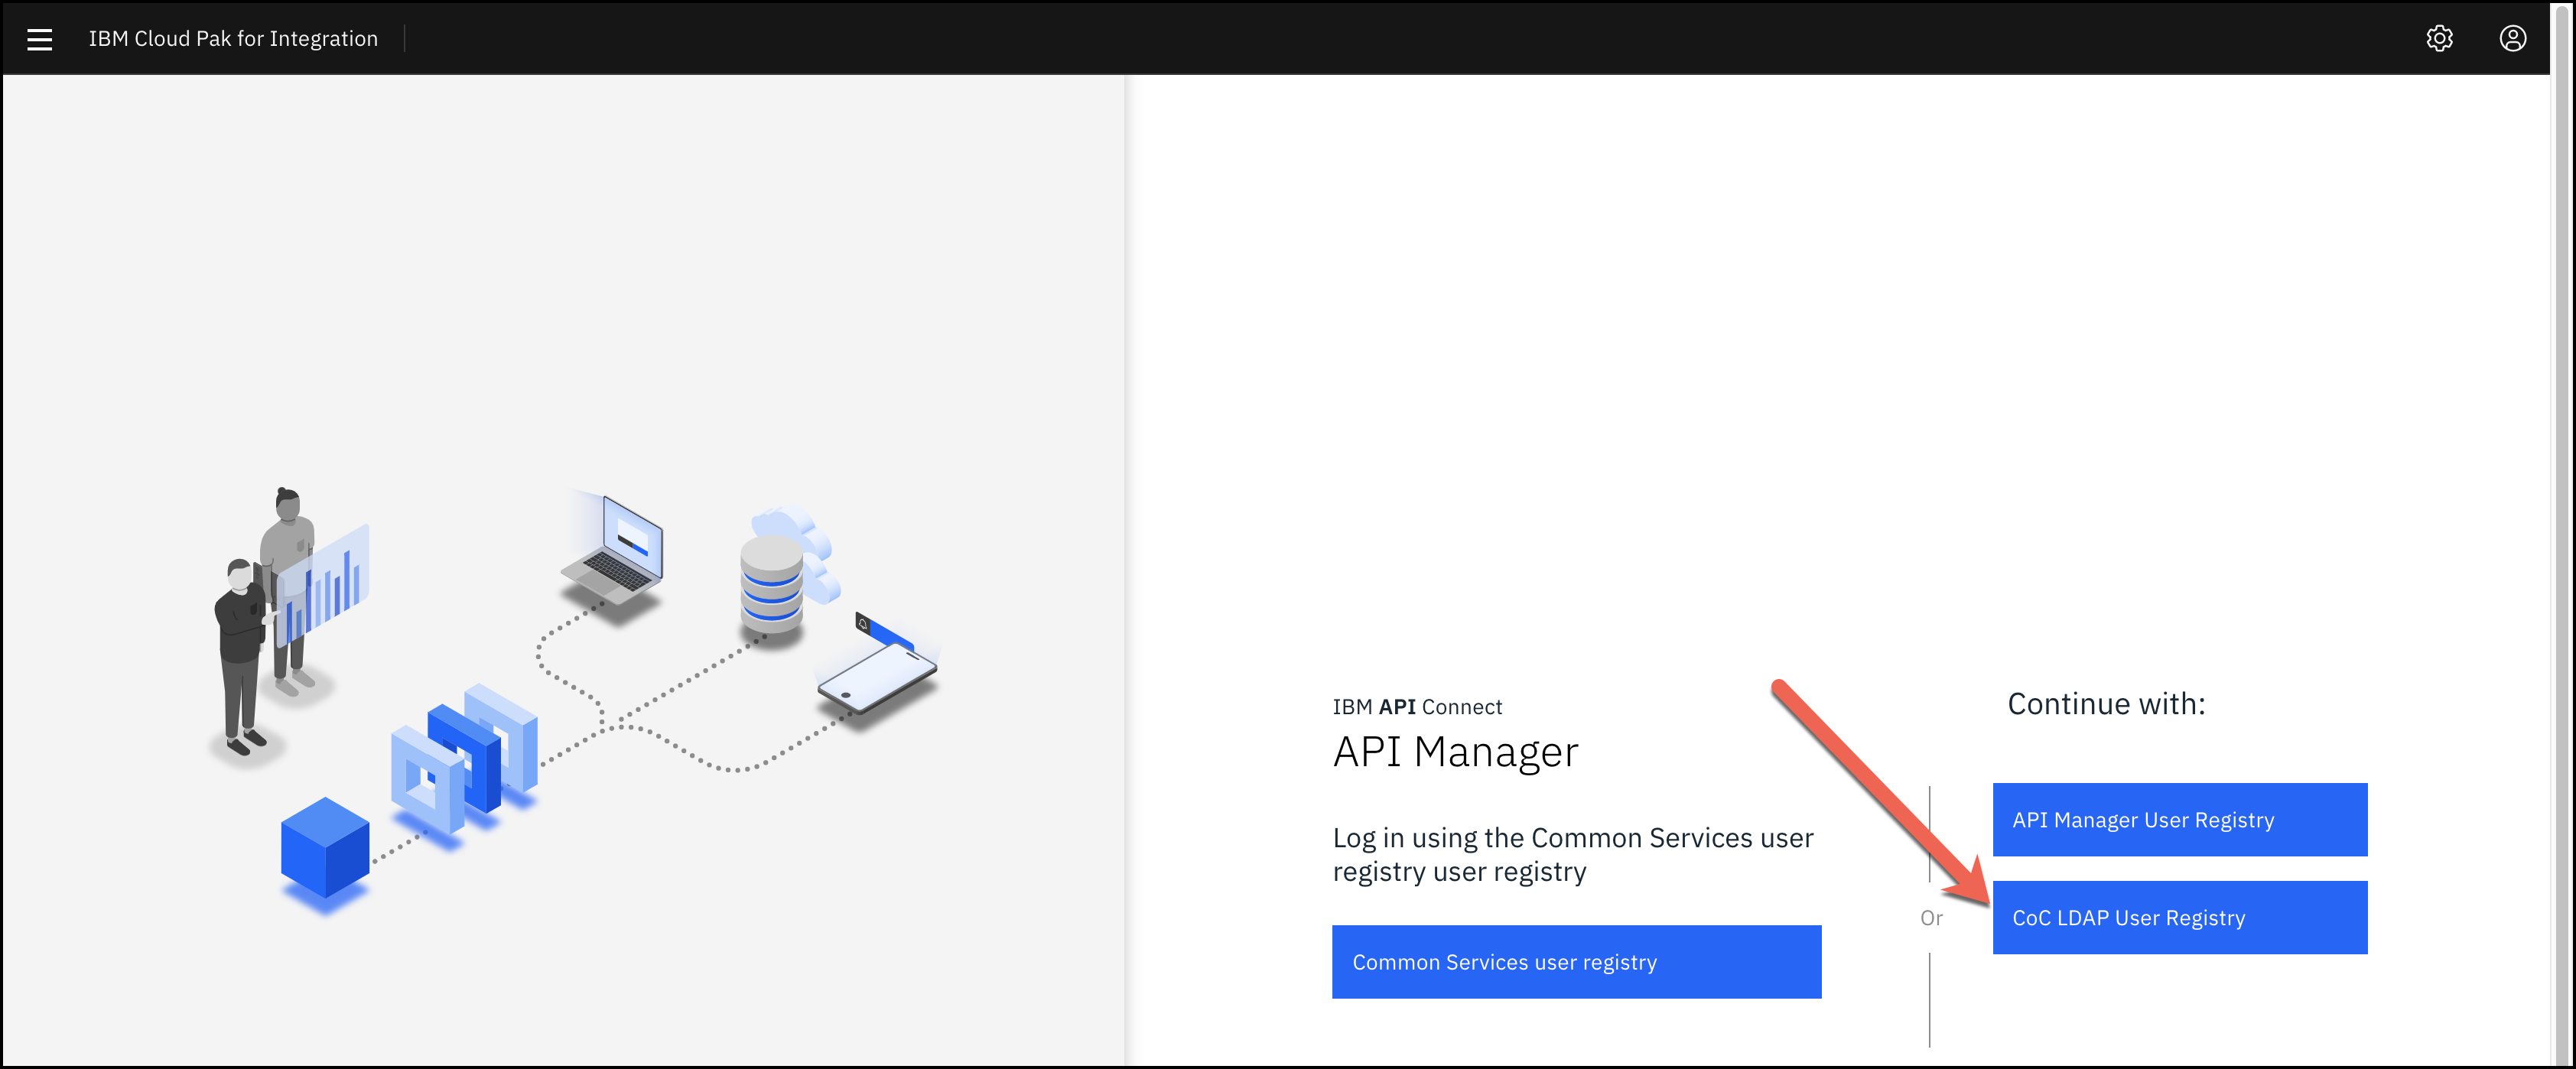 IBM Cloud Pak for Integration
IBM API Connect
API Manager
Log in using the Common Services user
registry user registry
Common Services user registry
Or
Continue with:
API Manager User Registry
CoC LDAP User Registry